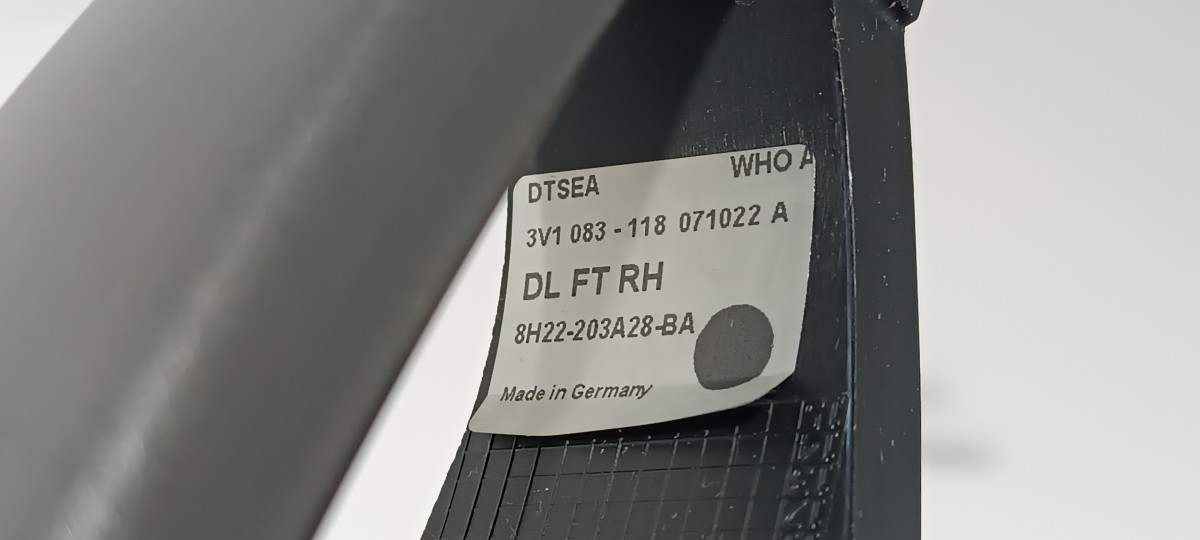 DTSEA WHO A
3V1 083 - 118 071022 A
DL FT RH
8H22-203A28-BA
Made in Germany